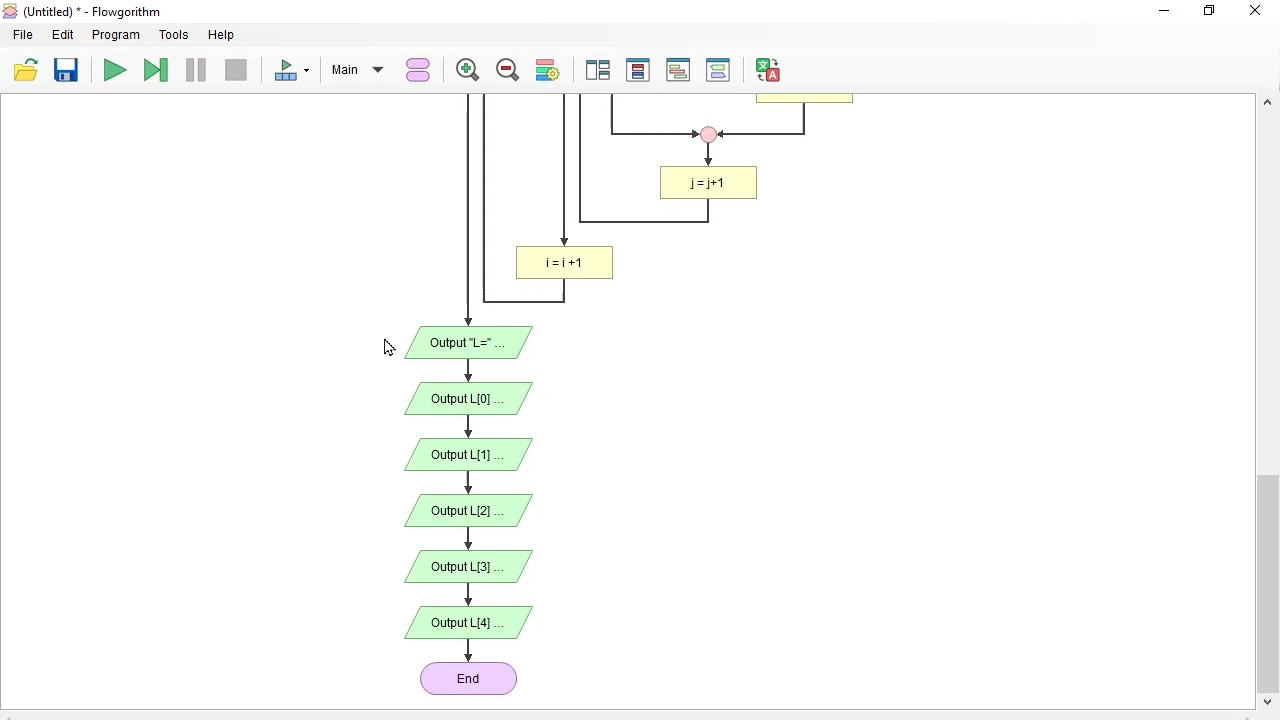 (Untitled) * - Flowgorithm
File Edit Program Tools Help
Main
j = j+1
i = i +1
Output "L=" ...
Output L[0] ...
Output L[1] ...
Output L[2] ...
Output L[3] ...
Output L[4] ...
End